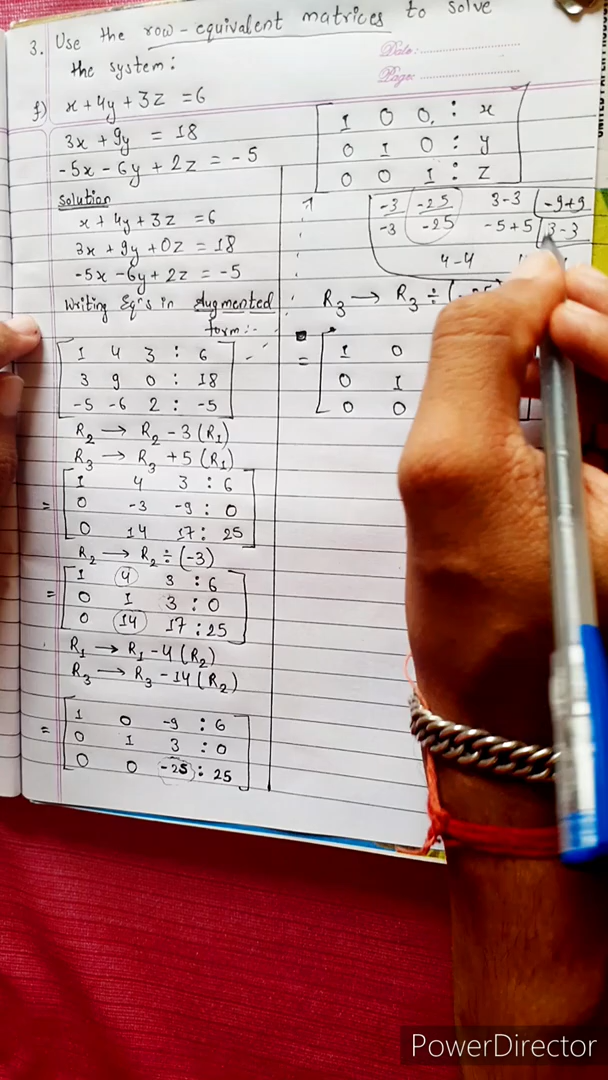 3. Use the row-equivalent matrices to solve
the system:
Date:
Page:
f) x + 4y + 3z = 6
3x + 9y = 18
-5x - 6y + 2z = -5
Solution
x + 4y + 3z = 6
3x + 9y + 0z = 18
-5x - 6y + 2z = -5
Writing Eqns in Augmented
form:-
1 4 3 : 6
3 9 0 : 18
-5 -6 2 : -5
R2 → R2 - 3(R1)
R3 → R3 + 5(R1)
1 4 3 : 6
= 0 -3 -9 : 0
0 14 17 : 25
R2 → R2 ÷ (-3)
1 4 3 : 6
= 0 1 3 : 0
0 14 17 : 25
R1 → R1 - 4(R2)
R3 → R3 - 14(R2)
1 0 -9 : 6
= 0 1 3 : 0
0 0 -25 : 25
1 0 0 : x
0 1 0 : y
0 0 1 : z
-3 -25 3-3 -9+9
-3 -25 -5+5 3-3
4-4
R3 → R3 ÷ (-25)
1 0
= 0 1
0 0
PowerDirector